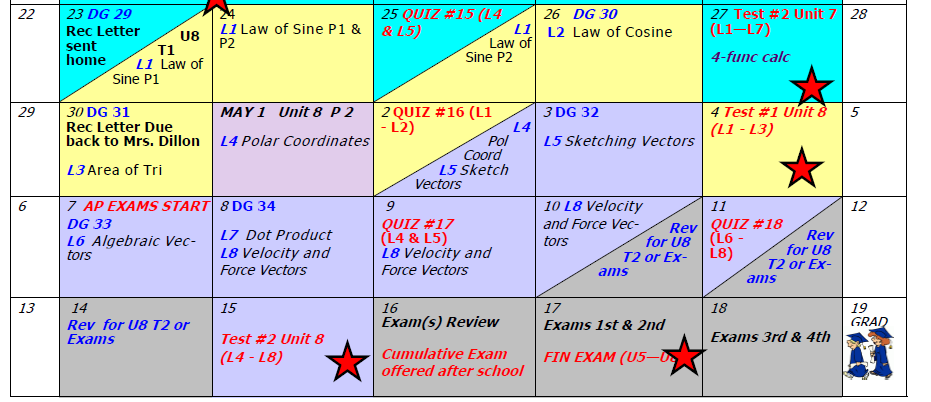 22
23 DG 29
Rec Letter
sent
home
U8
T1
L1 Law of
Sine P1
24
L1 Law of Sine P1 &
P2
25 QUIZ #15 (L4
& L5)
L1
Law of
Sine P2
26 DG 30
L2 Law of Cosine
27 Test #2 Unit 7
(L1—L7)
4-func calc
28
29
30 DG 31
Rec Letter Due
back to Mrs. Dillon
L3 Area of Tri
MAY 1 Unit 8 P 2
L4 Polar Coordinates
2 QUIZ #16 (L1
- L2)
L4
Pol
Coord
L5 Sketch
Vectors
3 DG 32
L5 Sketching Vectors
4 Test #1 Unit 8
(L1 - L3)
5
6
7 AP EXAMS START
DG 33
L6 Algebraic Vec-
tors
8 DG 34
L7 Dot Product
L8 Velocity and
Force Vectors
9
QUIZ #17
(L4 & L5)
L8 Velocity and
Force Vectors
10 L8 Velocity
and Force Vec-
tors
Rev
for U8
T2 or Ex-
ams
11
QUIZ #18
(L6 -
L8)
Rev
for U8
T2 or Ex-
ams
12
13
14
Rev for U8 T2 or
Exams
15
Test #2 Unit 8
(L4 - L8)
16
Exam(s) Review
Cumulative Exam
offered after school
17
Exams 1st & 2nd
FIN EXAM (U5—
18
Exams 3rd & 4th
19
GRAD